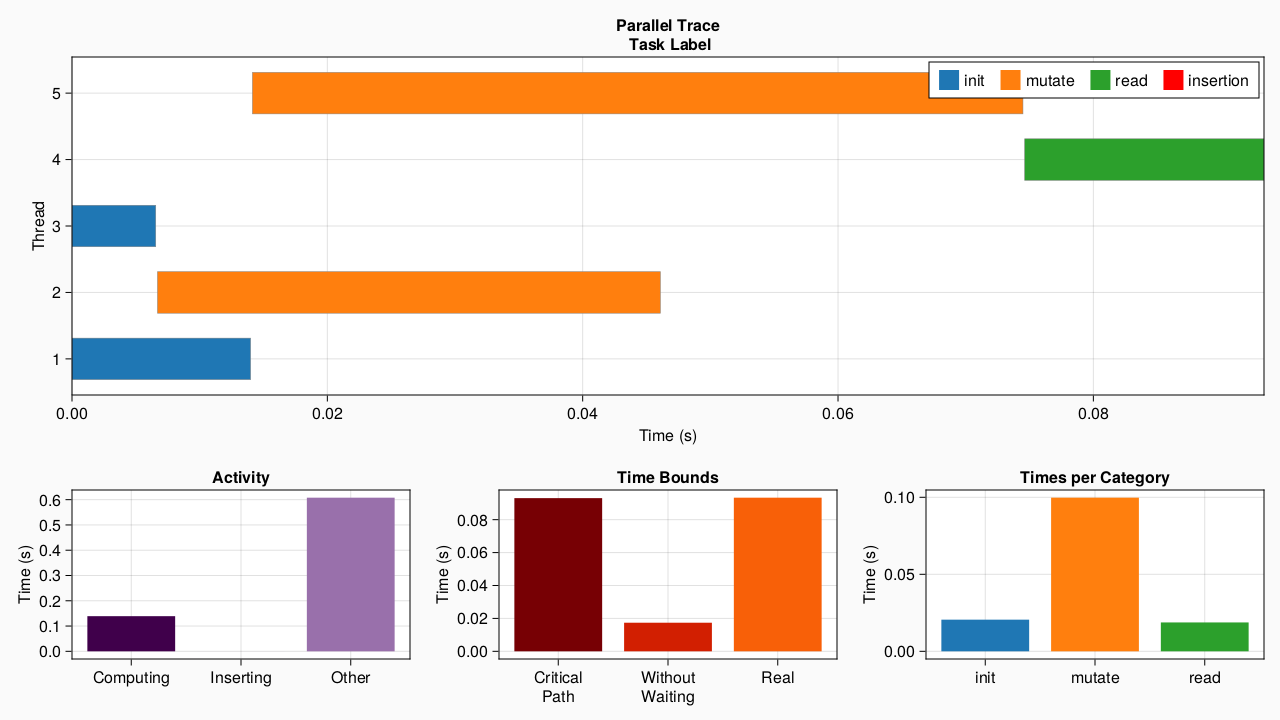 Parallel Trace
Task Label
init mutate read insertion
Thread
5
4
3
2
1
0.00 0.02 0.04 0.06 0.08
Time (s)
Activity
Time (s)
0.6
0.5
0.4
0.3
0.2
0.1
0.0
Computing Inserting Other
Time Bounds
Time (s)
0.08
0.06
0.04
0.02
0.00
Critical Path
Without Waiting
Real
Times per Category
Time (s)
0.10
0.05
0.00
init mutate read